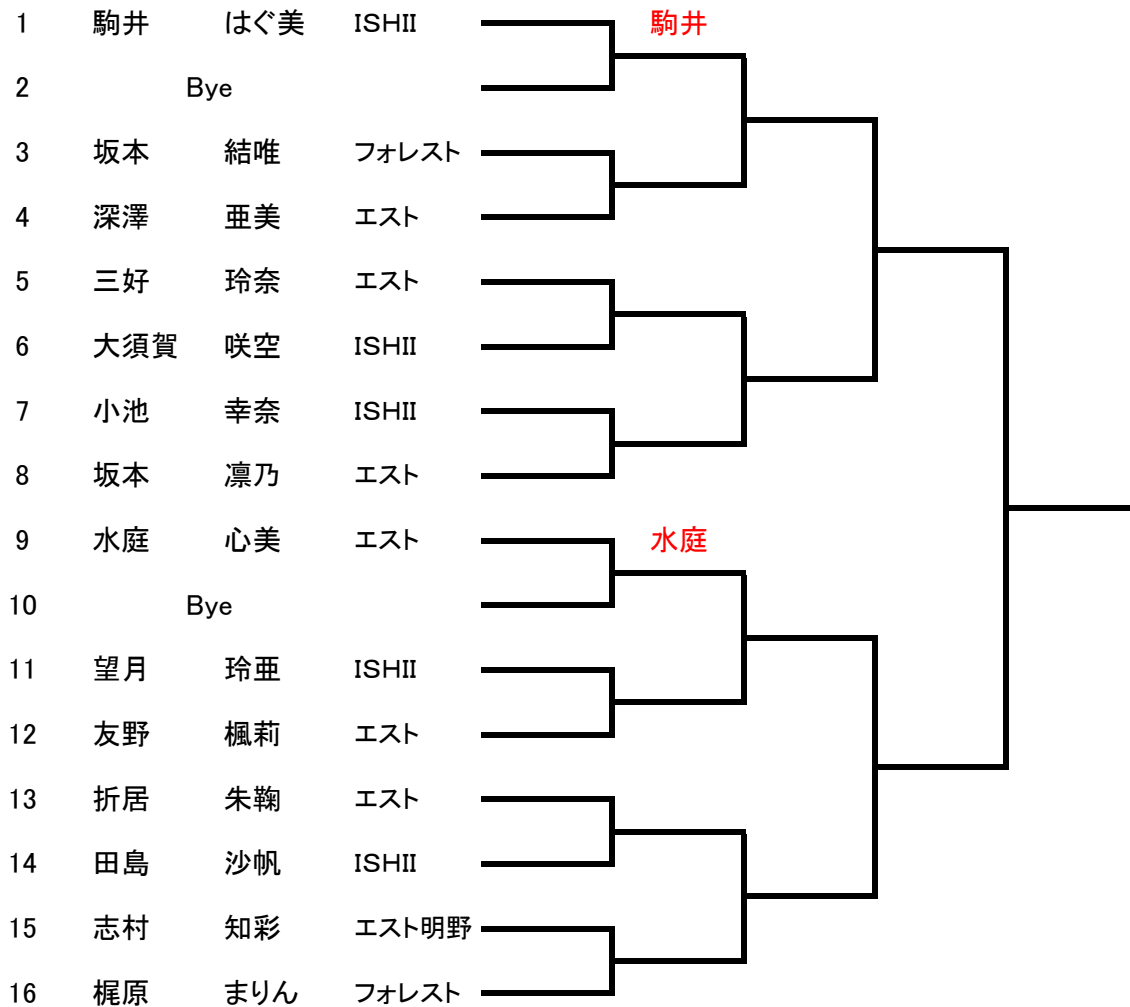 1 駒井 はぐ美 ISHII 駒井
2 Bye
3 坂本 結唯 フォレスト
4 深澤 亜美 エスト
5 三好 玲奈 エスト
6 大須賀 咲空 ISHII
7 小池 幸奈 ISHII
8 坂本 凛乃 エスト
9 水庭 心美 エスト 水庭
10 Bye
11 望月 玲亜 ISHII
12 友野 楓莉 エスト
13 折居 朱鞠 エスト
14 田島 沙帆 ISHII
15 志村 知彩 エスト明野
16 梶原 まりん フォレスト